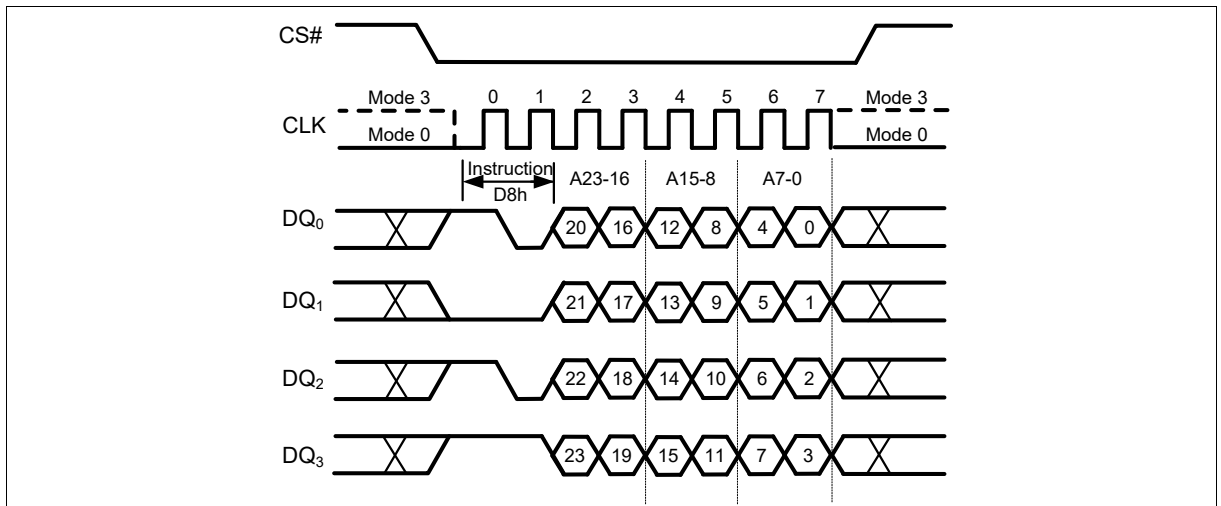 CS#
0 1 2 3 4 5 6 7
Mode 3 Mode 3
CLK
Mode 0 Mode 0
Instruction
D8h
A23-16 A15-8 A7-0
DQ0 20 16 12 8 4 0
DQ1 21 17 13 9 5 1
DQ2 22 18 14 10 6 2
DQ3 23 19 15 11 7 3